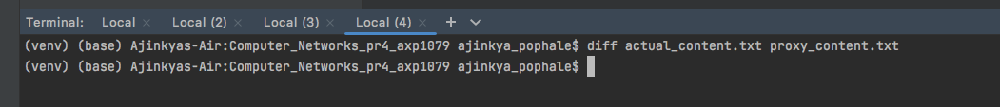 Terminal: Local × Local (2) × Local (3) × Local (4) × +
(venv) (base) Ajinkyas-Air:Computer_Networks_pr4_axp1079 ajinkya_pophale$ diff actual_content.txt proxy_content.txt
(venv) (base) Ajinkyas-Air:Computer_Networks_pr4_axp1079 ajinkya_pophale$